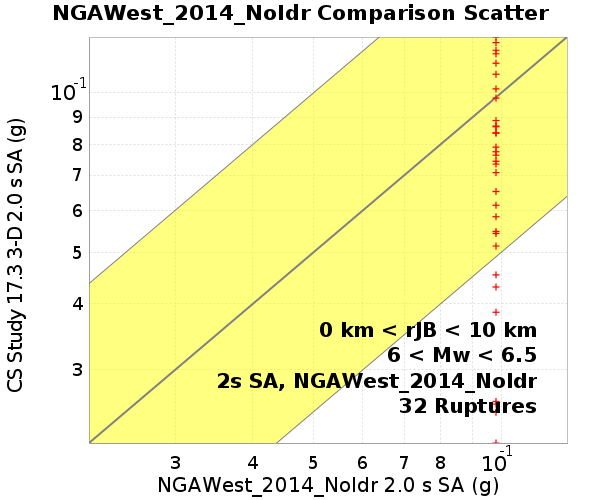 NGAWest_2014_NoIdr Comparison Scatter
CS Study 17.3 3-D 2.0 s SA (g)
10⁻¹
9
8
7
6
5
4
3
0 km < rJB < 10 km
6 < Mw < 6.5
2s SA, NGAWest_2014_NoIdr
32 Ruptures
3 4 5 6 7 8 10⁻¹
NGAWest_2014_NoIdr 2.0 s SA (g)